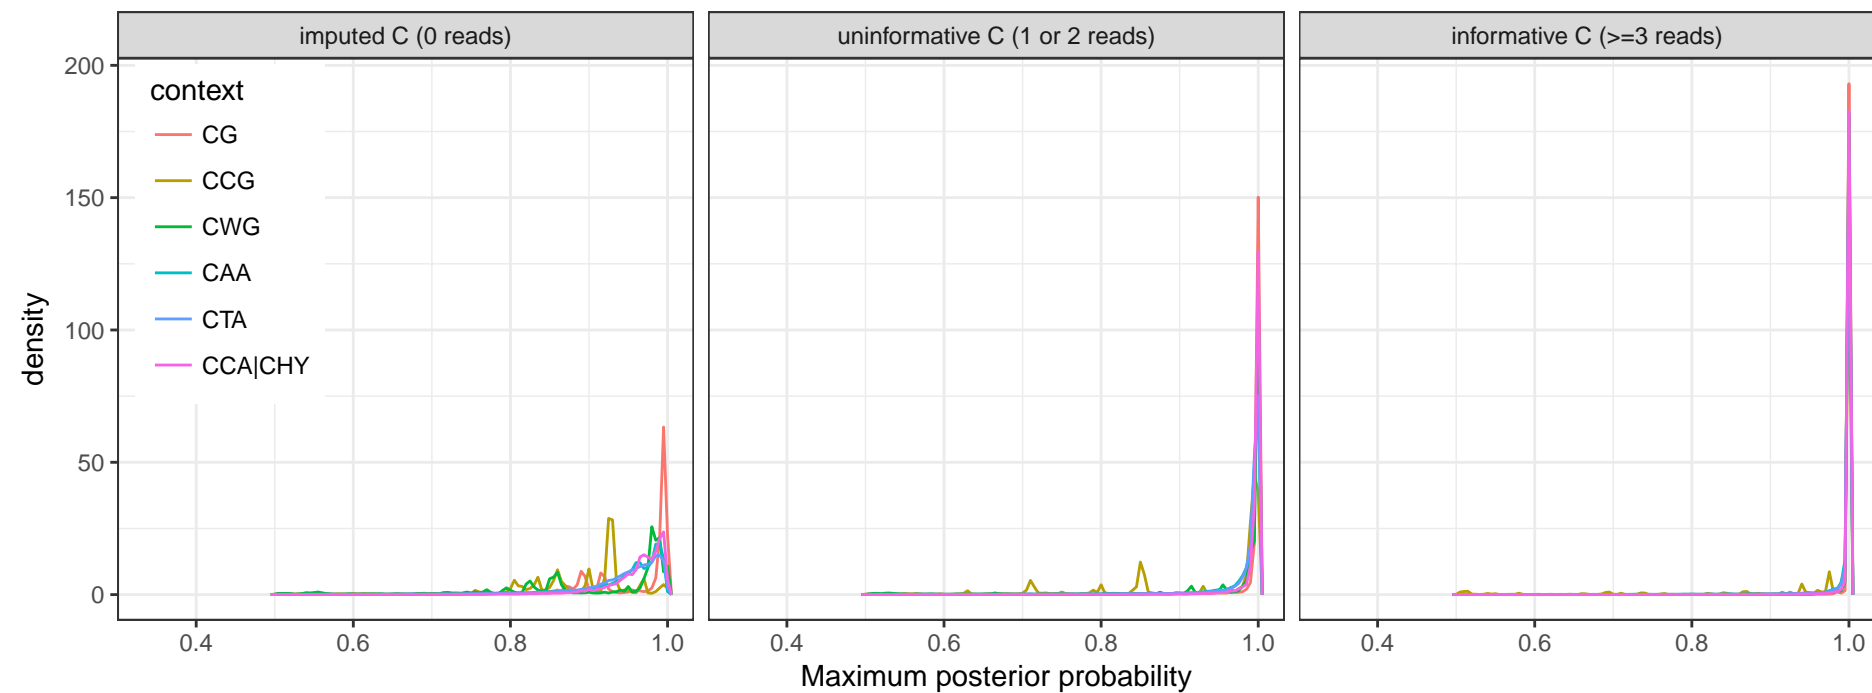 imputed C (0 reads)
uninformative C (1 or 2 reads)
informative C (>=3 reads)
density
200
150
100
50
0
context
CG
CCG
CWG
CAA
CTA
CCA|CHY
0.4 0.6 0.8 1.0
0.4 0.6 0.8 1.0
0.4 0.6 0.8 1.0
Maximum posterior probability